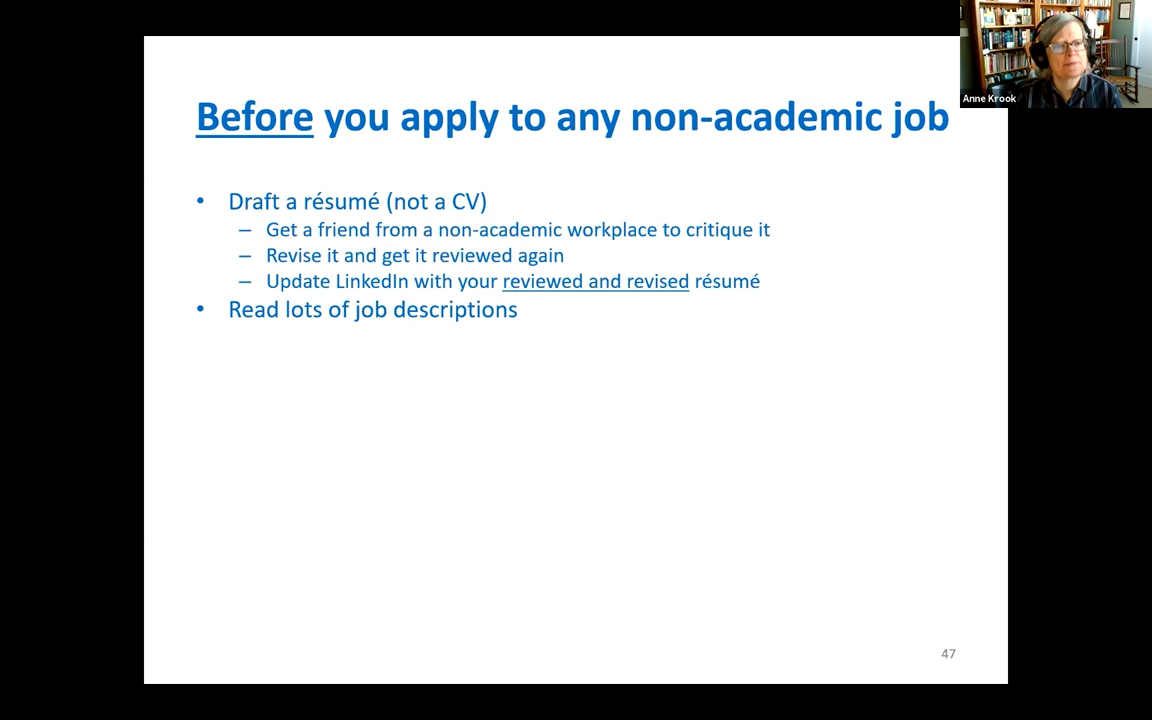 Before you apply to any non-academic job
• Draft a résumé (not a CV)
– Get a friend from a non-academic workplace to critique it
– Revise it and get it reviewed again
– Update LinkedIn with your reviewed and revised résumé
• Read lots of job descriptions
47
Anne Krook